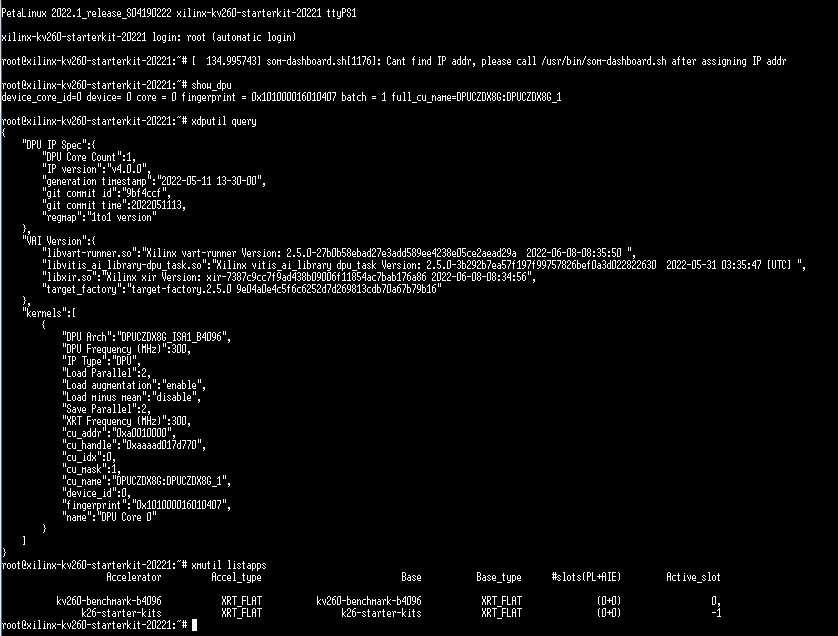 PetaLinux 2022.1_release_S04190222 xilinx-kv260-starterkit-20221 ttyPS1
xilinx-kv260-starterkit-20221 login: root (automatic login)
root@xilinx-kv260-starterkit-20221:~# [  134.995743] som-dashboard.sh[1176]: Cant find IP addr, please call /usr/bin/som-dashboard.sh after assigning IP addr
root@xilinx-kv260-starterkit-20221:~# show_dpu
device_core_id=0 device= 0 core = 0 fingerprint = 0x101000016010407 batch = 1 full_cu_name=DPUCZDX8G:DPUCZDX8G_1
root@xilinx-kv260-starterkit-20221:~# xdputil query
{
    "DPU IP Spec":{
        "DPU Core Count":1,
        "IP version":"v4.0.0",
        "generation timestamp":"2022-05-11 13-30-00",
        "git commit id":"9bf4ccf",
        "git commit time":2022051113,
        "regmap":"1to1 version"
    },
    "VAI Version":{
        "libvart-runner.so":"Xilinx vart-runner Version: 2.5.0-27b0b58ebad27e3add589ee4238e05ce2aead29a  2022-06-08-08:35:50 ",
        "libvitis_ai_library-dpu_task.so":"Xilinx vitis_ai_library dpu_task Version: 2.5.0-3b292b7ea57f197f99757826bef0a3d022822630  2022-05-31 03:35:47 [UTC] ",
        "libxir.so":"Xilinx xir Version: xir-7387c9cc7f9ad438b09006f11854ac7bab176a86 2022-06-08-08:34:56",
        "target_factory":"target-factory.2.5.0 9e04a0e4c5f6c6252d7d269813cdb70a67b79b16"
    },
    "kernels":[
        {
            "DPU Arch":"DPUCZDX8G_ISA1_B4096",
            "DPU Frequency (MHz)":300,
            "IP Type":"DPU",
            "Load Parallel":2,
            "Load augmentation":"enable",
            "Load minus mean":"disable",
            "Save Parallel":2,
            "XRT Frequency (MHz)":300,
            "cu_addr":"0xa0010000",
            "cu_handle":"0xaaaad017d770",
            "cu_idx":0,
            "cu_mask":1,
            "cu_name":"DPUCZDX8G:DPUCZDX8G_1",
            "device_id":0,
            "fingerprint":"0x101000016010407",
            "name":"DPU Core 0"
        }
    ]
}
root@xilinx-kv260-starterkit-20221:~# xmutil listapps
Accelerator Accel_type Base Base_type #slots(PL+AIE) Active_slot
kv260-benchmark-b4096 XRT_FLAT kv260-benchmark-b4096 XRT_FLAT (0+0) 0,
k26-starter-kits XRT_FLAT k26-starter-kits XRT_FLAT (0+0) -1
root@xilinx-kv260-starterkit-20221:~#